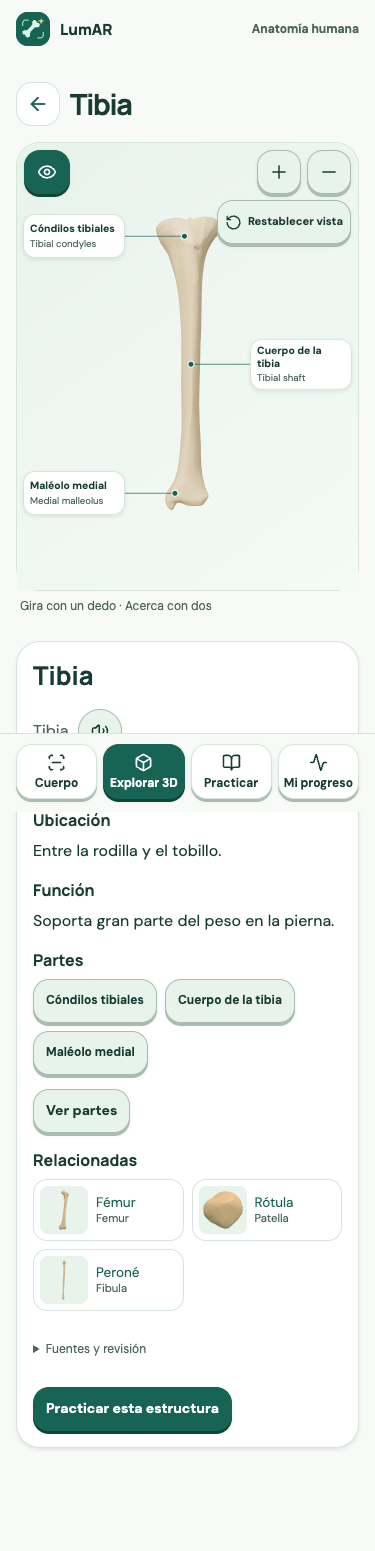 LumAR
Anatomía humana
Tibia
Restablecer vista
Cóndilos tibiales
Tibial condyles
Cuerpo de la
tibia
Tibial shaft
Maléolo medial
Medial malleolus
Gira con un dedo · Acerca con dos
Tibia
Tibia
Cuerpo
Explorar 3D
Practicar
Mi progreso
Ubicación
Entre la rodilla y el tobillo.
Función
Soporta gran parte del peso en la pierna.
Partes
Cóndilos tibiales
Cuerpo de la tibia
Maléolo medial
Ver partes
Relacionadas
Fémur
Femur
Rótula
Patella
Peroné
Fibula
Fuentes y revisión
Practicar esta estructura